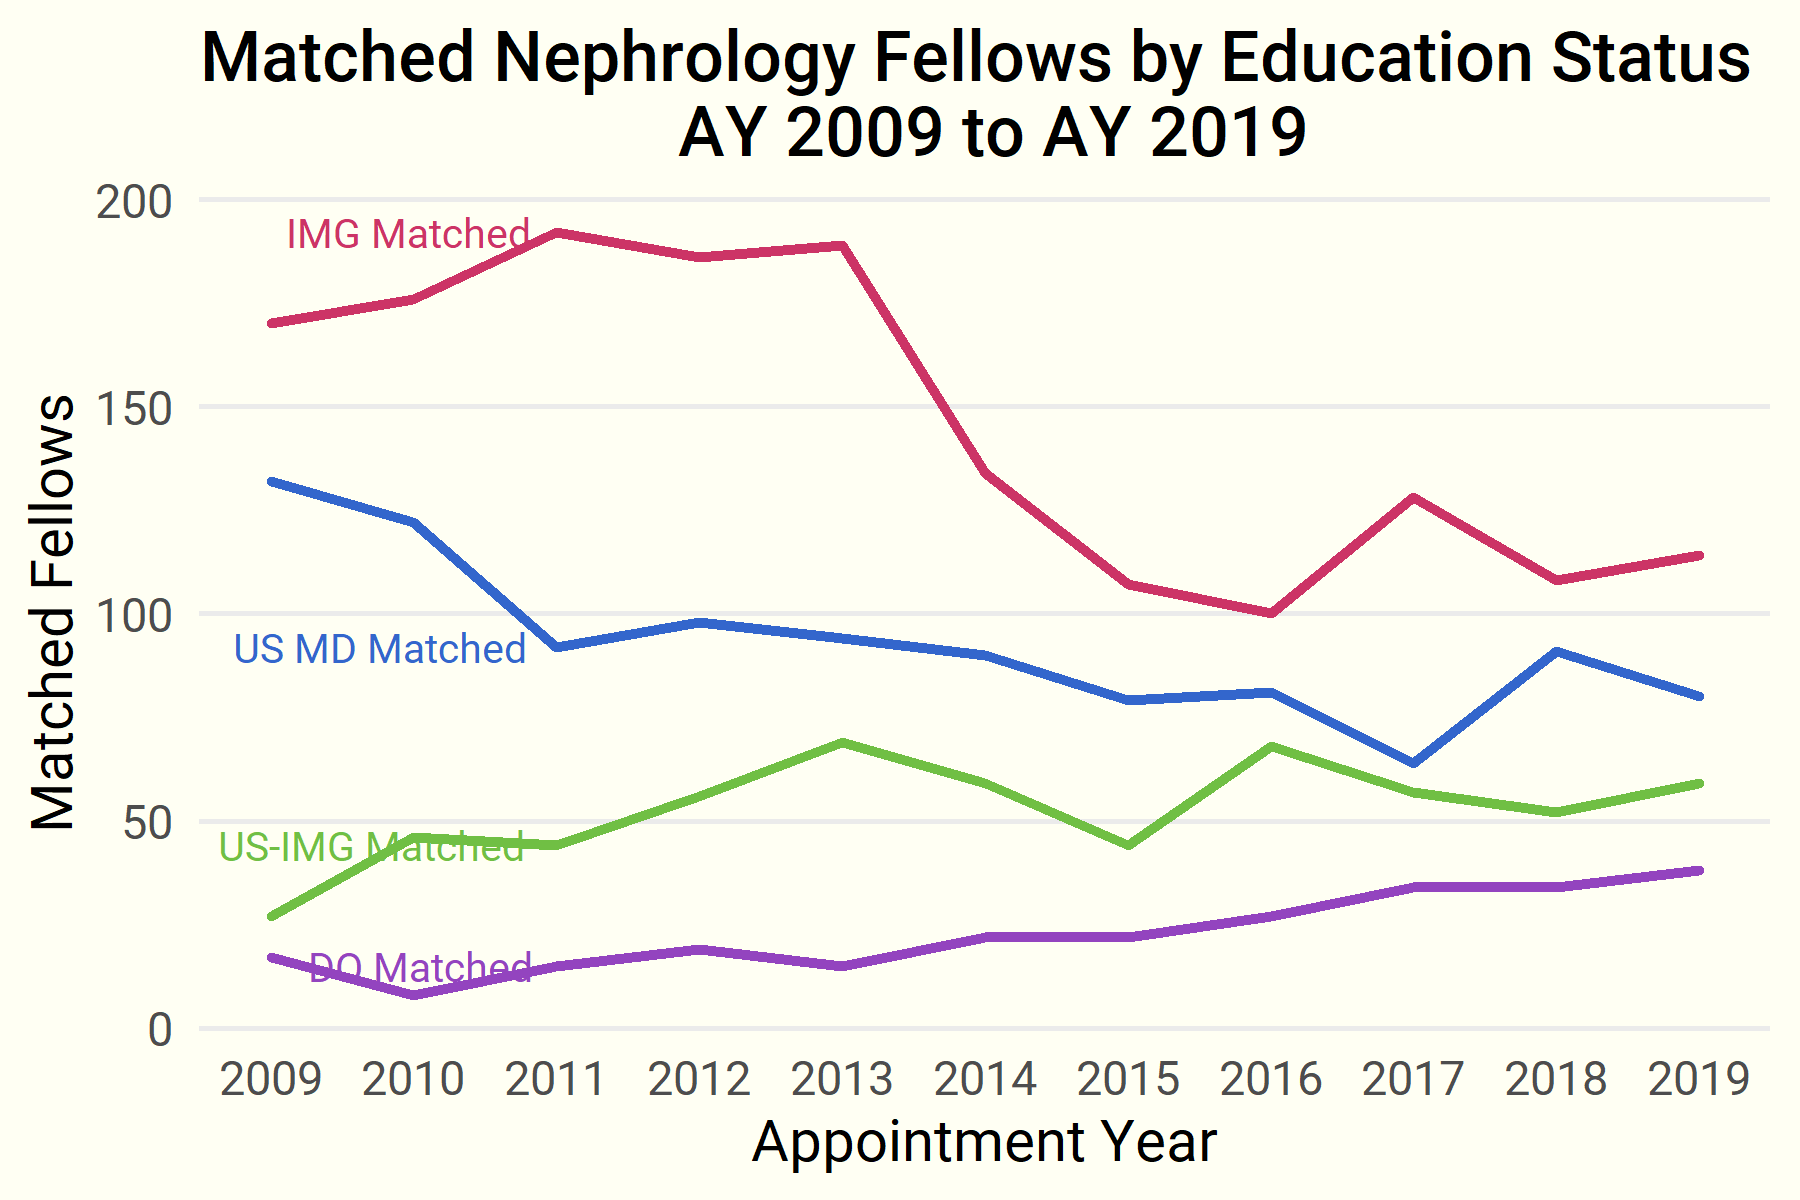 Matched Nephrology Fellows by Education Status
AY 2009 to AY 2019
Matched Fellows
200
150
100
50
0
IMG Matched
US MD Matched
US-IMG Matched
DO Matched
2009 2010 2011 2012 2013 2014 2015 2016 2017 2018 2019
Appointment Year